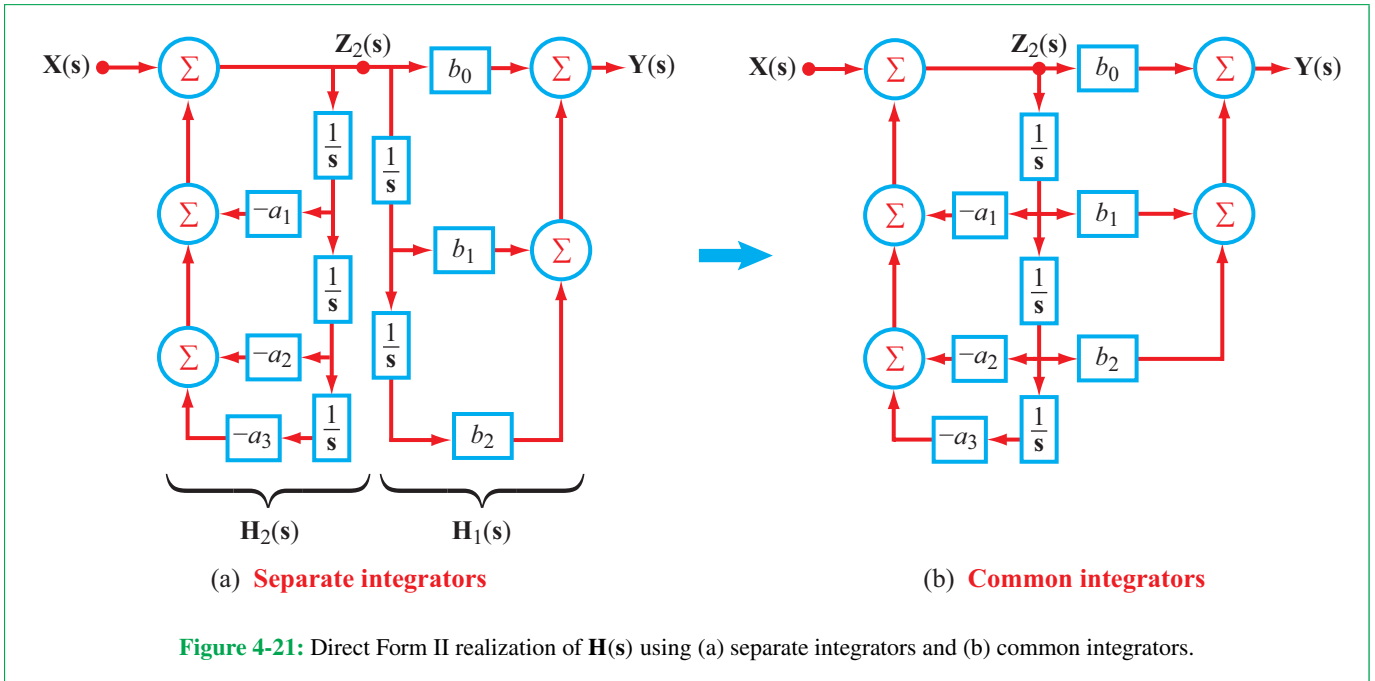 X(s) Σ Z₂(s) b₀ Σ Y(s)
1/s
1/s
Σ −a₁ b₁ Σ
1/s
1/s
Σ −a₂
1/s
−a₃ b₂
H₂(s) H₁(s)
(a) Separate integrators
X(s) Σ Z₂(s) b₀ Σ Y(s)
1/s
Σ −a₁ b₁ Σ
1/s
Σ −a₂ b₂
−a₃ 1/s
(b) Common integrators
Figure 4-21: Direct Form II realization of H(s) using (a) separate integrators and (b) common integrators.